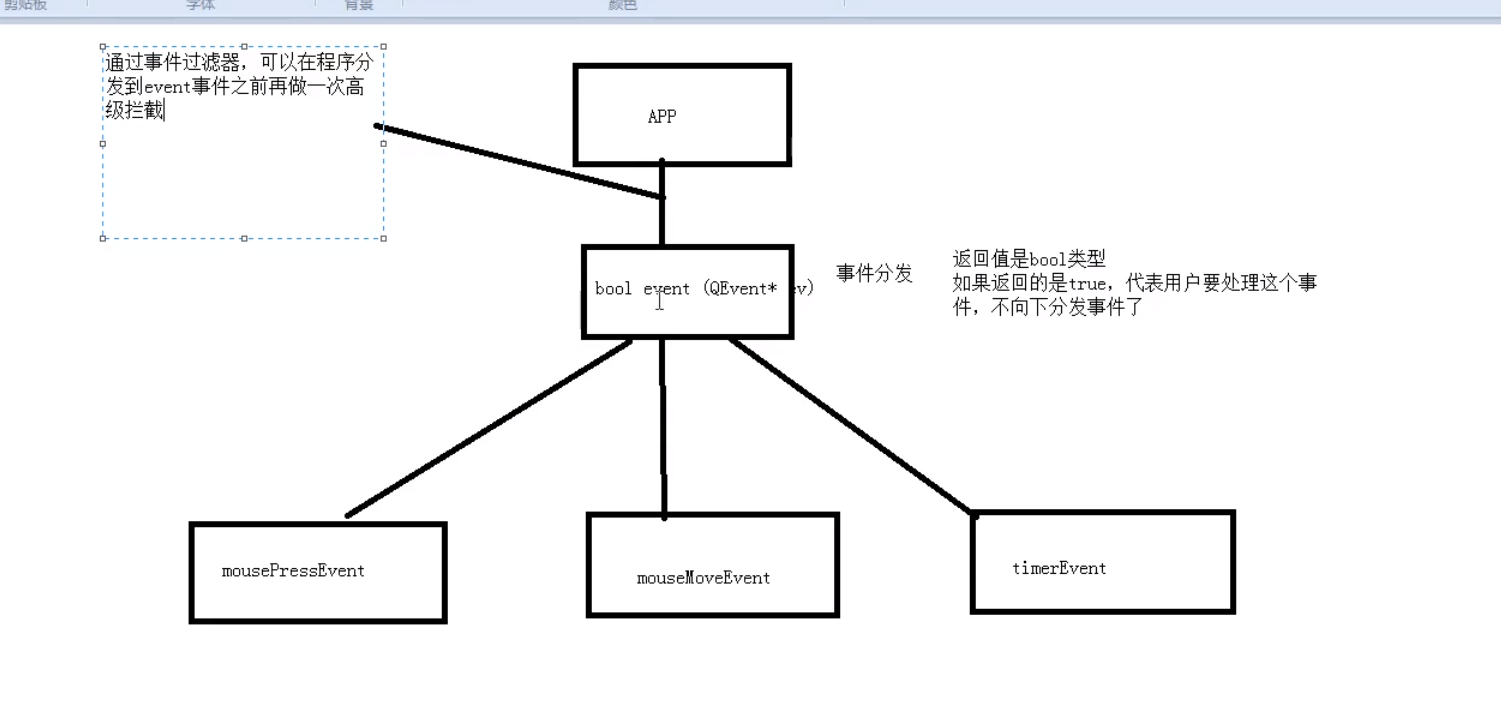 剪贴板
字体
背景
颜色
通过事件过滤器，可以在程序分
发到event事件之前再做一次高
级拦截
APP
bool event (QEvent* ev)
事件分发
返回值是bool类型
如果返回的是true，代表用户要处理这个事
件，不向下分发事件了
mousePressEvent
mouseMoveEvent
timerEvent